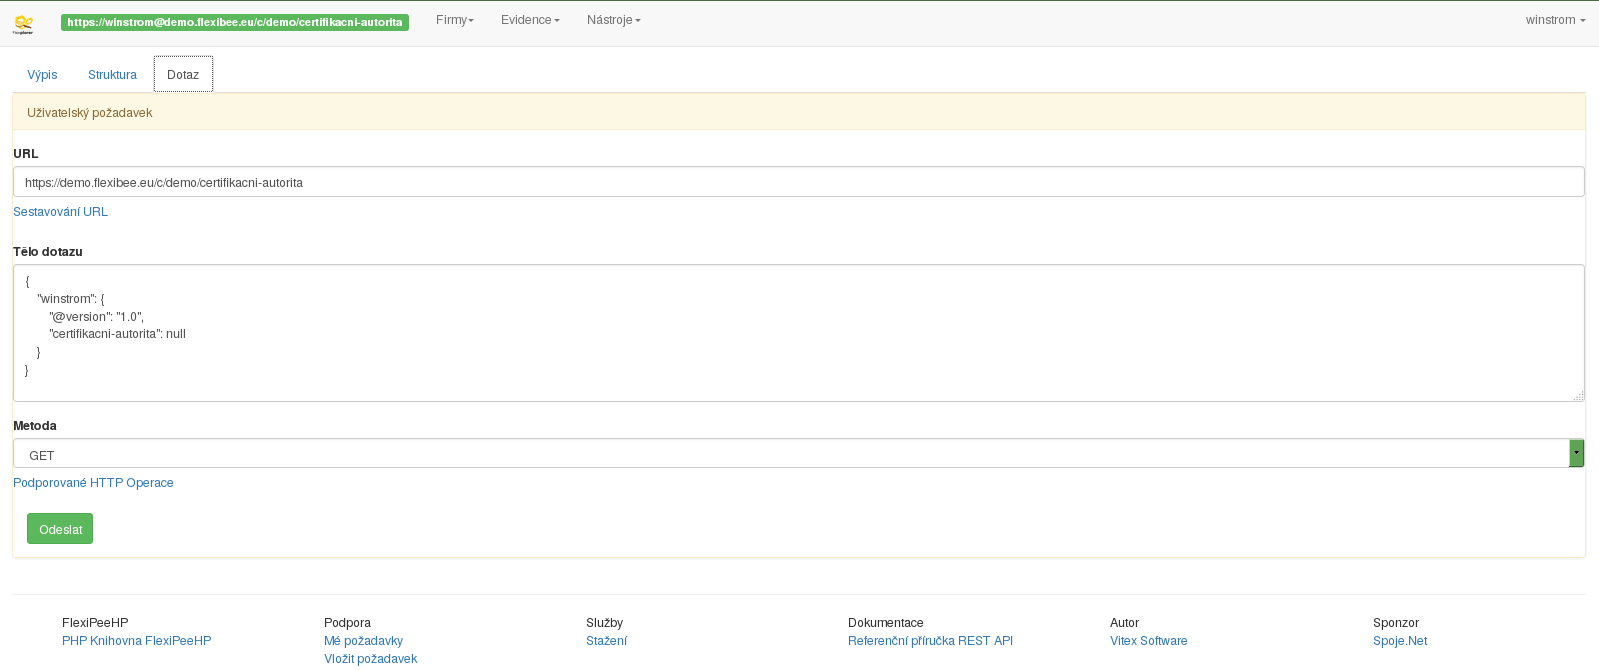 https://winstrom@demo.flexibee.eu/c/demo/certifikacni-autorita Firmy Evidence Nástroje winstrom
Výpis Struktura Dotaz
Uživatelský požadavek
URL
https://demo.flexibee.eu/c/demo/certifikacni-autorita
Sestavování URL
Tělo dotazu
{
"winstrom": {
"@version": "1.0",
"certifikacni-autorita": null
}
}
Metoda
GET
Podporované HTTP Operace
Odeslat
FlexiPeeHP Podpora Služby Dokumentace Autor Sponzor
PHP Knihovna FlexiPeeHP Mé požadavky Stažení Referenční příručka REST API Vitex Software Spoje.Net
Vložit požadavek